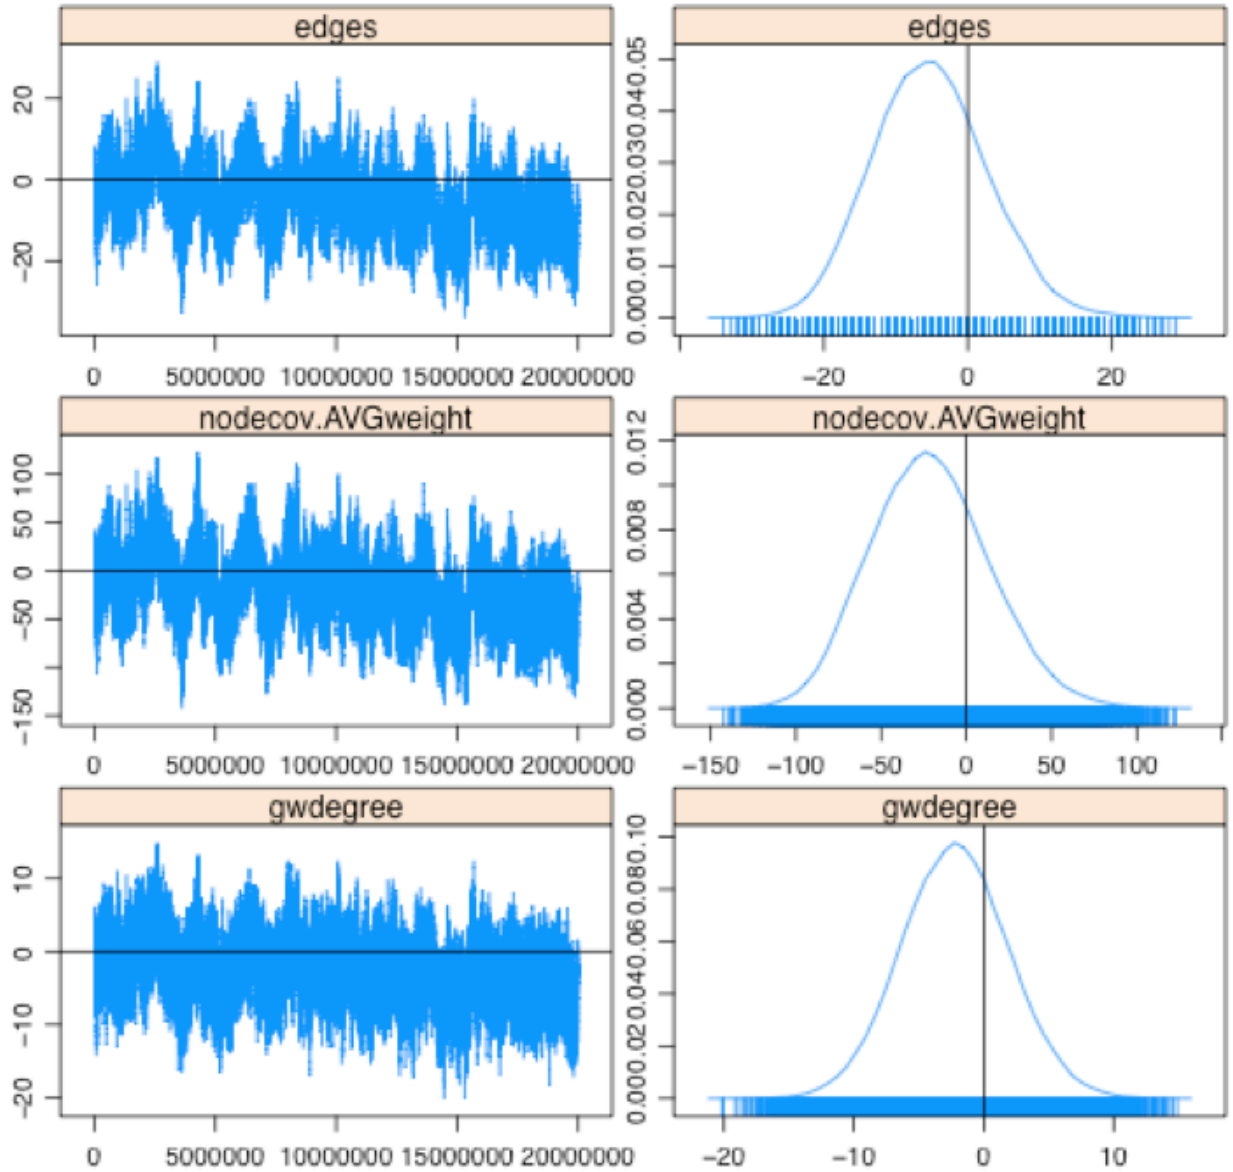 edges
edges
20
0
−20
0 5000000 10000000 15000000 20000000
0.000.010.020.030.040.05
−20 0 20
nodecov.AVGweight
nodecov.AVGweight
−150 −50 0 50 100
0 5000000 10000000 15000000 20000000
0.000 0.004 0.008 0.012
−150 −100 −50 0 50 100
gwdegree
gwdegree
−20 −10 0 10
0 5000000 10000000 15000000 20000000
0.000.020.040.060.080.10
−20 −10 0 10